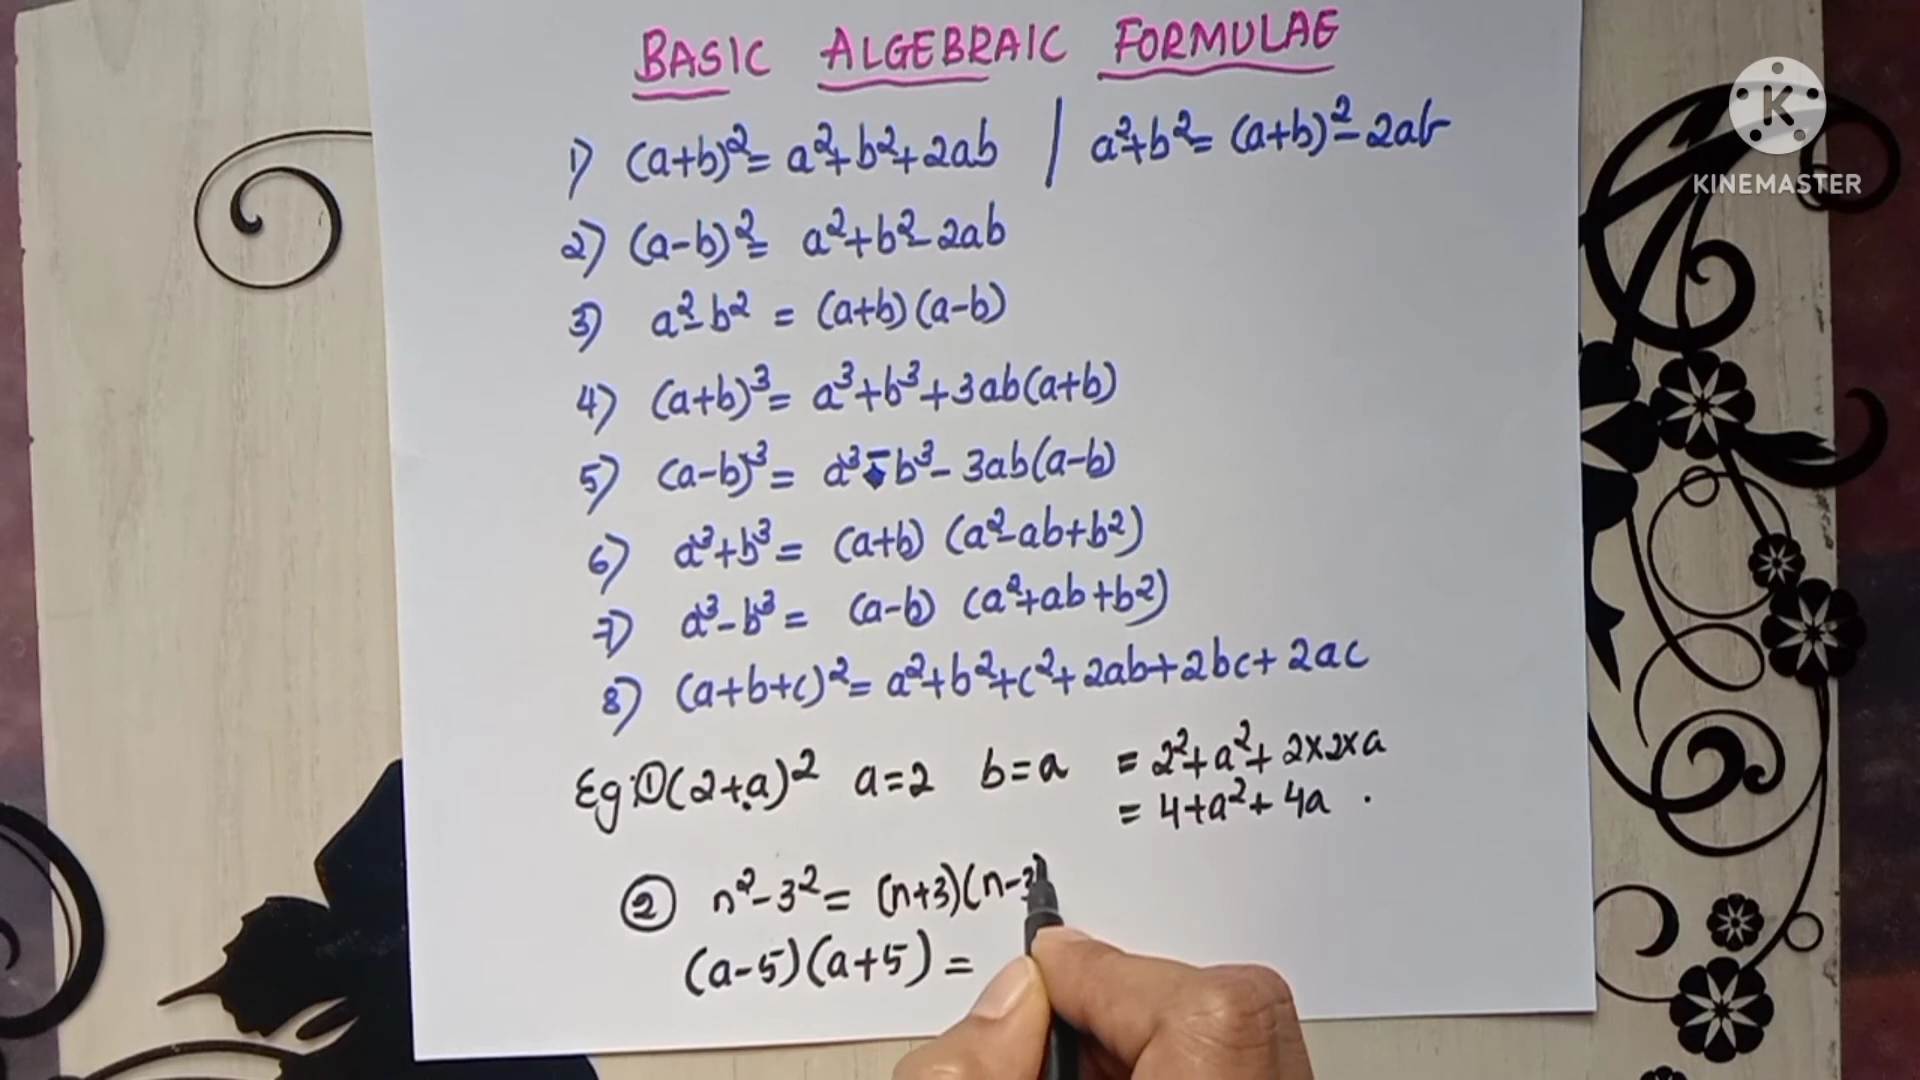 BASIC ALGEBRAIC FORMULAE
1) (a+b)²= a²+b²+2ab | a²+b²= (a+b)²-2ab
2) (a-b)²= a²+b²-2ab
3) a²-b² = (a+b)(a-b)
4) (a+b)³= a³+b³+3ab(a+b)
5) (a-b)³= a³-b³-3ab(a-b)
6) a³+b³= (a+b) (a²-ab+b²)
7) a³-b³= (a-b) (a²+ab+b²)
8) (a+b+c)²= a²+b²+c²+2ab+2bc+2ac
Eg:① (2+a)² a=2 b=a = 2²+a²+2×2×a
= 4+a²+4a .
② n²-3²= (n+3)(n-3)
(a-5)(a+5)=
K
KINEMASTER